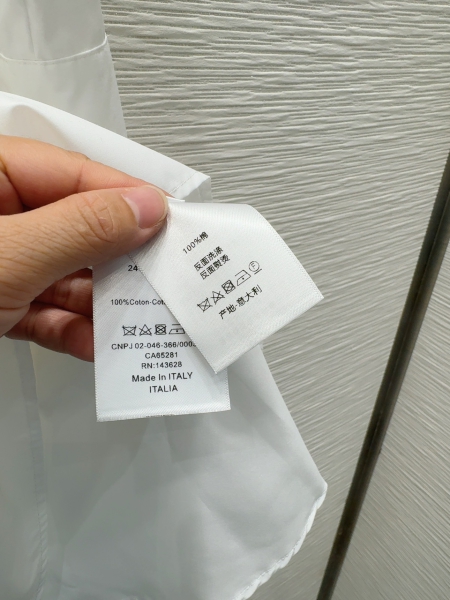 100%棉
反面洗涤
反面熨烫
F
产地-意大利
24
100%Coton-Cot
CNPJ 02-046-366/000
CA65281
RN:143628
Made in ITALY
ITALIA